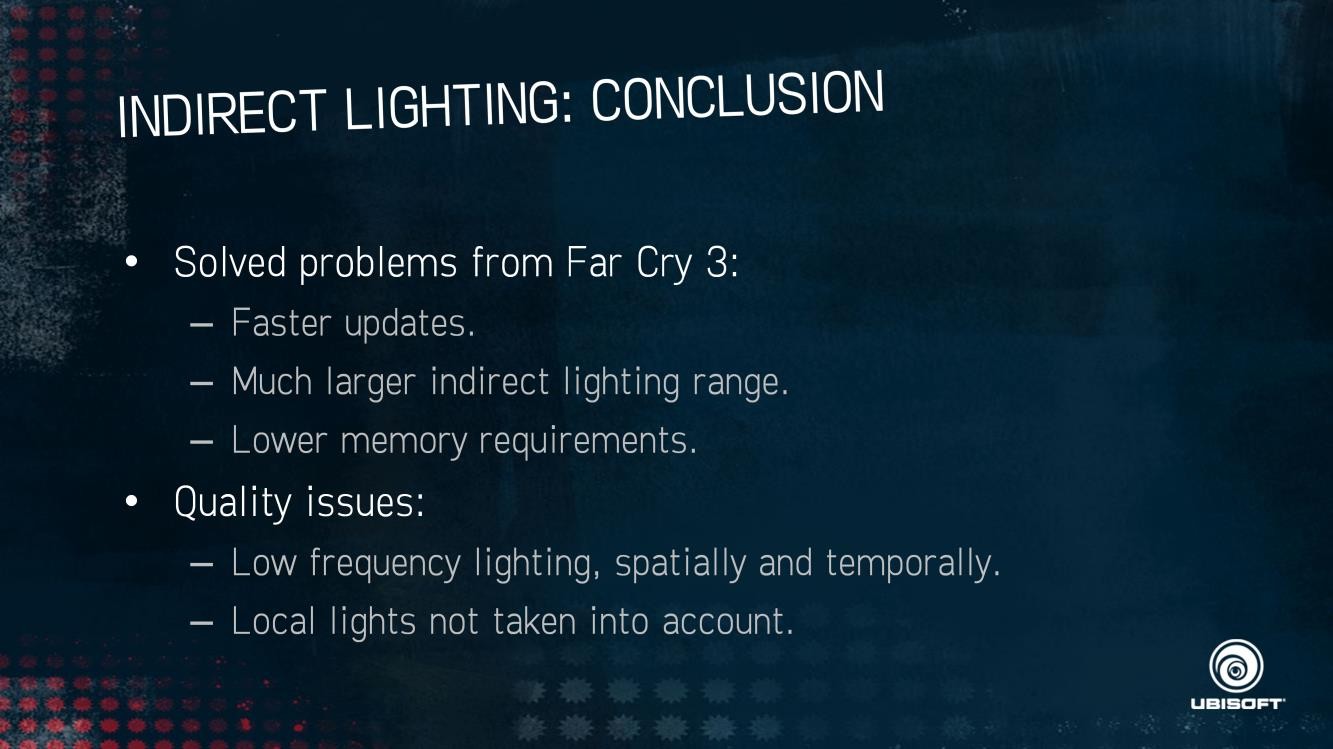 INDIRECT LIGHTING: CONCLUSION
• Solved problems from Far Cry 3:
– Faster updates.
– Much larger indirect lighting range.
– Lower memory requirements.
• Quality issues:
– Low frequency lighting, spatially and temporally.
– Local lights not taken into account.
UBISOFT